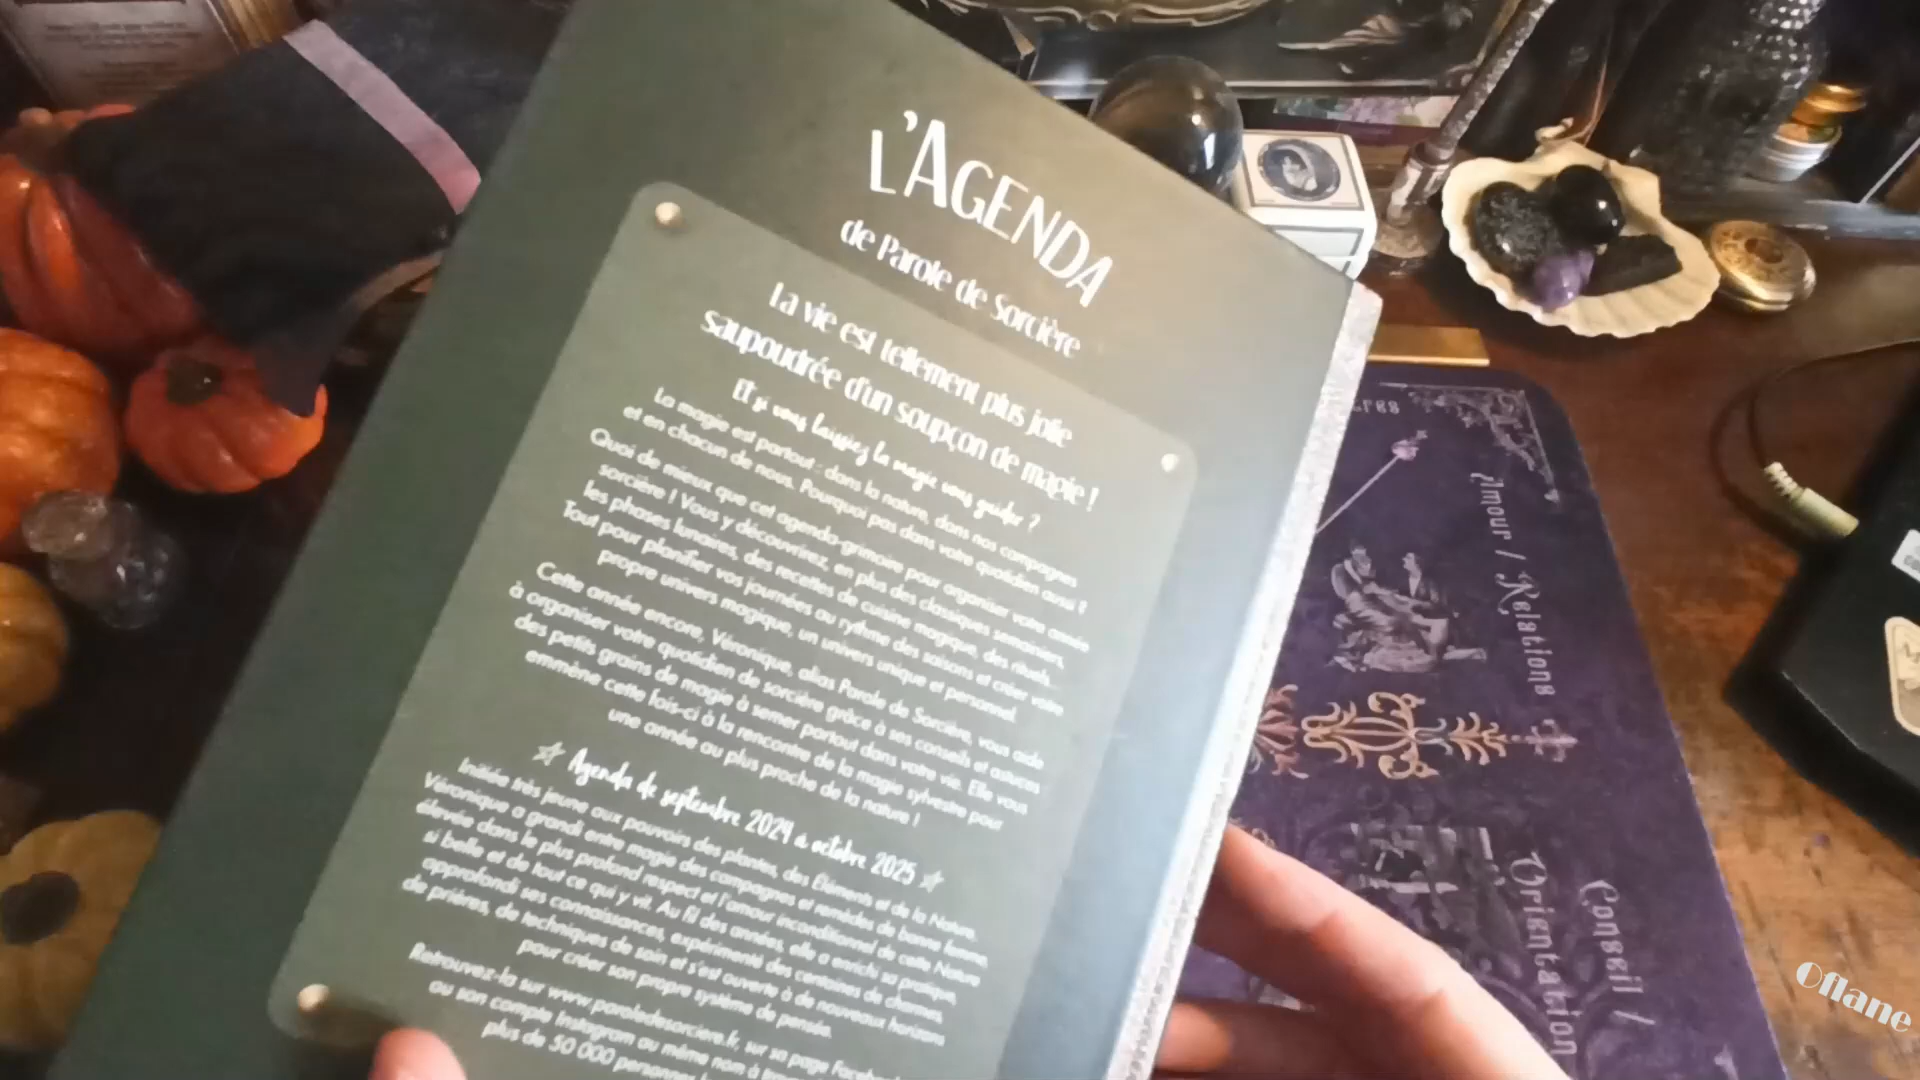 L'AGENDA
de Parole de Sorcière
La vie est tellement plus jolie
saupoudrée d'un soupçon de magie !
Et si vous laissiez la magie vous guider ?
La magie est partout : dans la nature, dans nos campagnes
et en chacun de nous. Pourquoi pas dans votre quotidien aussi ?
Quoi de mieux que cet agenda-grimoire pour organiser votre année
sorcière ! Vous y découvrirez, en plus des classiques semainiers,
les phases lunaires, des recettes de cuisine magique, des rituels.
Tout pour planifier vos journées au rythme des saisons et créer votre
propre univers magique, un univers unique et personnel.
Cette année encore, Véronique, alias Parole de Sorcière, vous aide
à organiser votre quotidien de sorcière grâce à ses conseils et astuces
des petits grains de magie à semer partout dans votre vie. Elle vous
emmène cette fois-ci à la rencontre de la magie sylvestre pour
une année au plus proche de la nature !
Agenda de septembre 2024 à octobre 2025
Initiée très jeune aux pouvoirs des plantes, des Éléments et de la Nature,
Véronique a grandi entre magie des campagnes et remèdes de bonne femme,
élevée dans le plus profond respect et l'amour inconditionnel de cette Nature
si belle et de tout ce qui y vit. Au fil des années, elle a enrichi sa pratique,
approfondi ses connaissances, expérimenté des centaines de charmes,
de prières, de techniques de soin et s'est ouverte à de nouveaux horizons
pour créer son propre système de pensée.
Retrouvez-la sur www.paroledesorciere.fr, sur sa page Facebook
ou son compte Instagram au même nom à
plus de 50 000 personnes
Amour / Relations
Conseil /
Orientation
Oflane